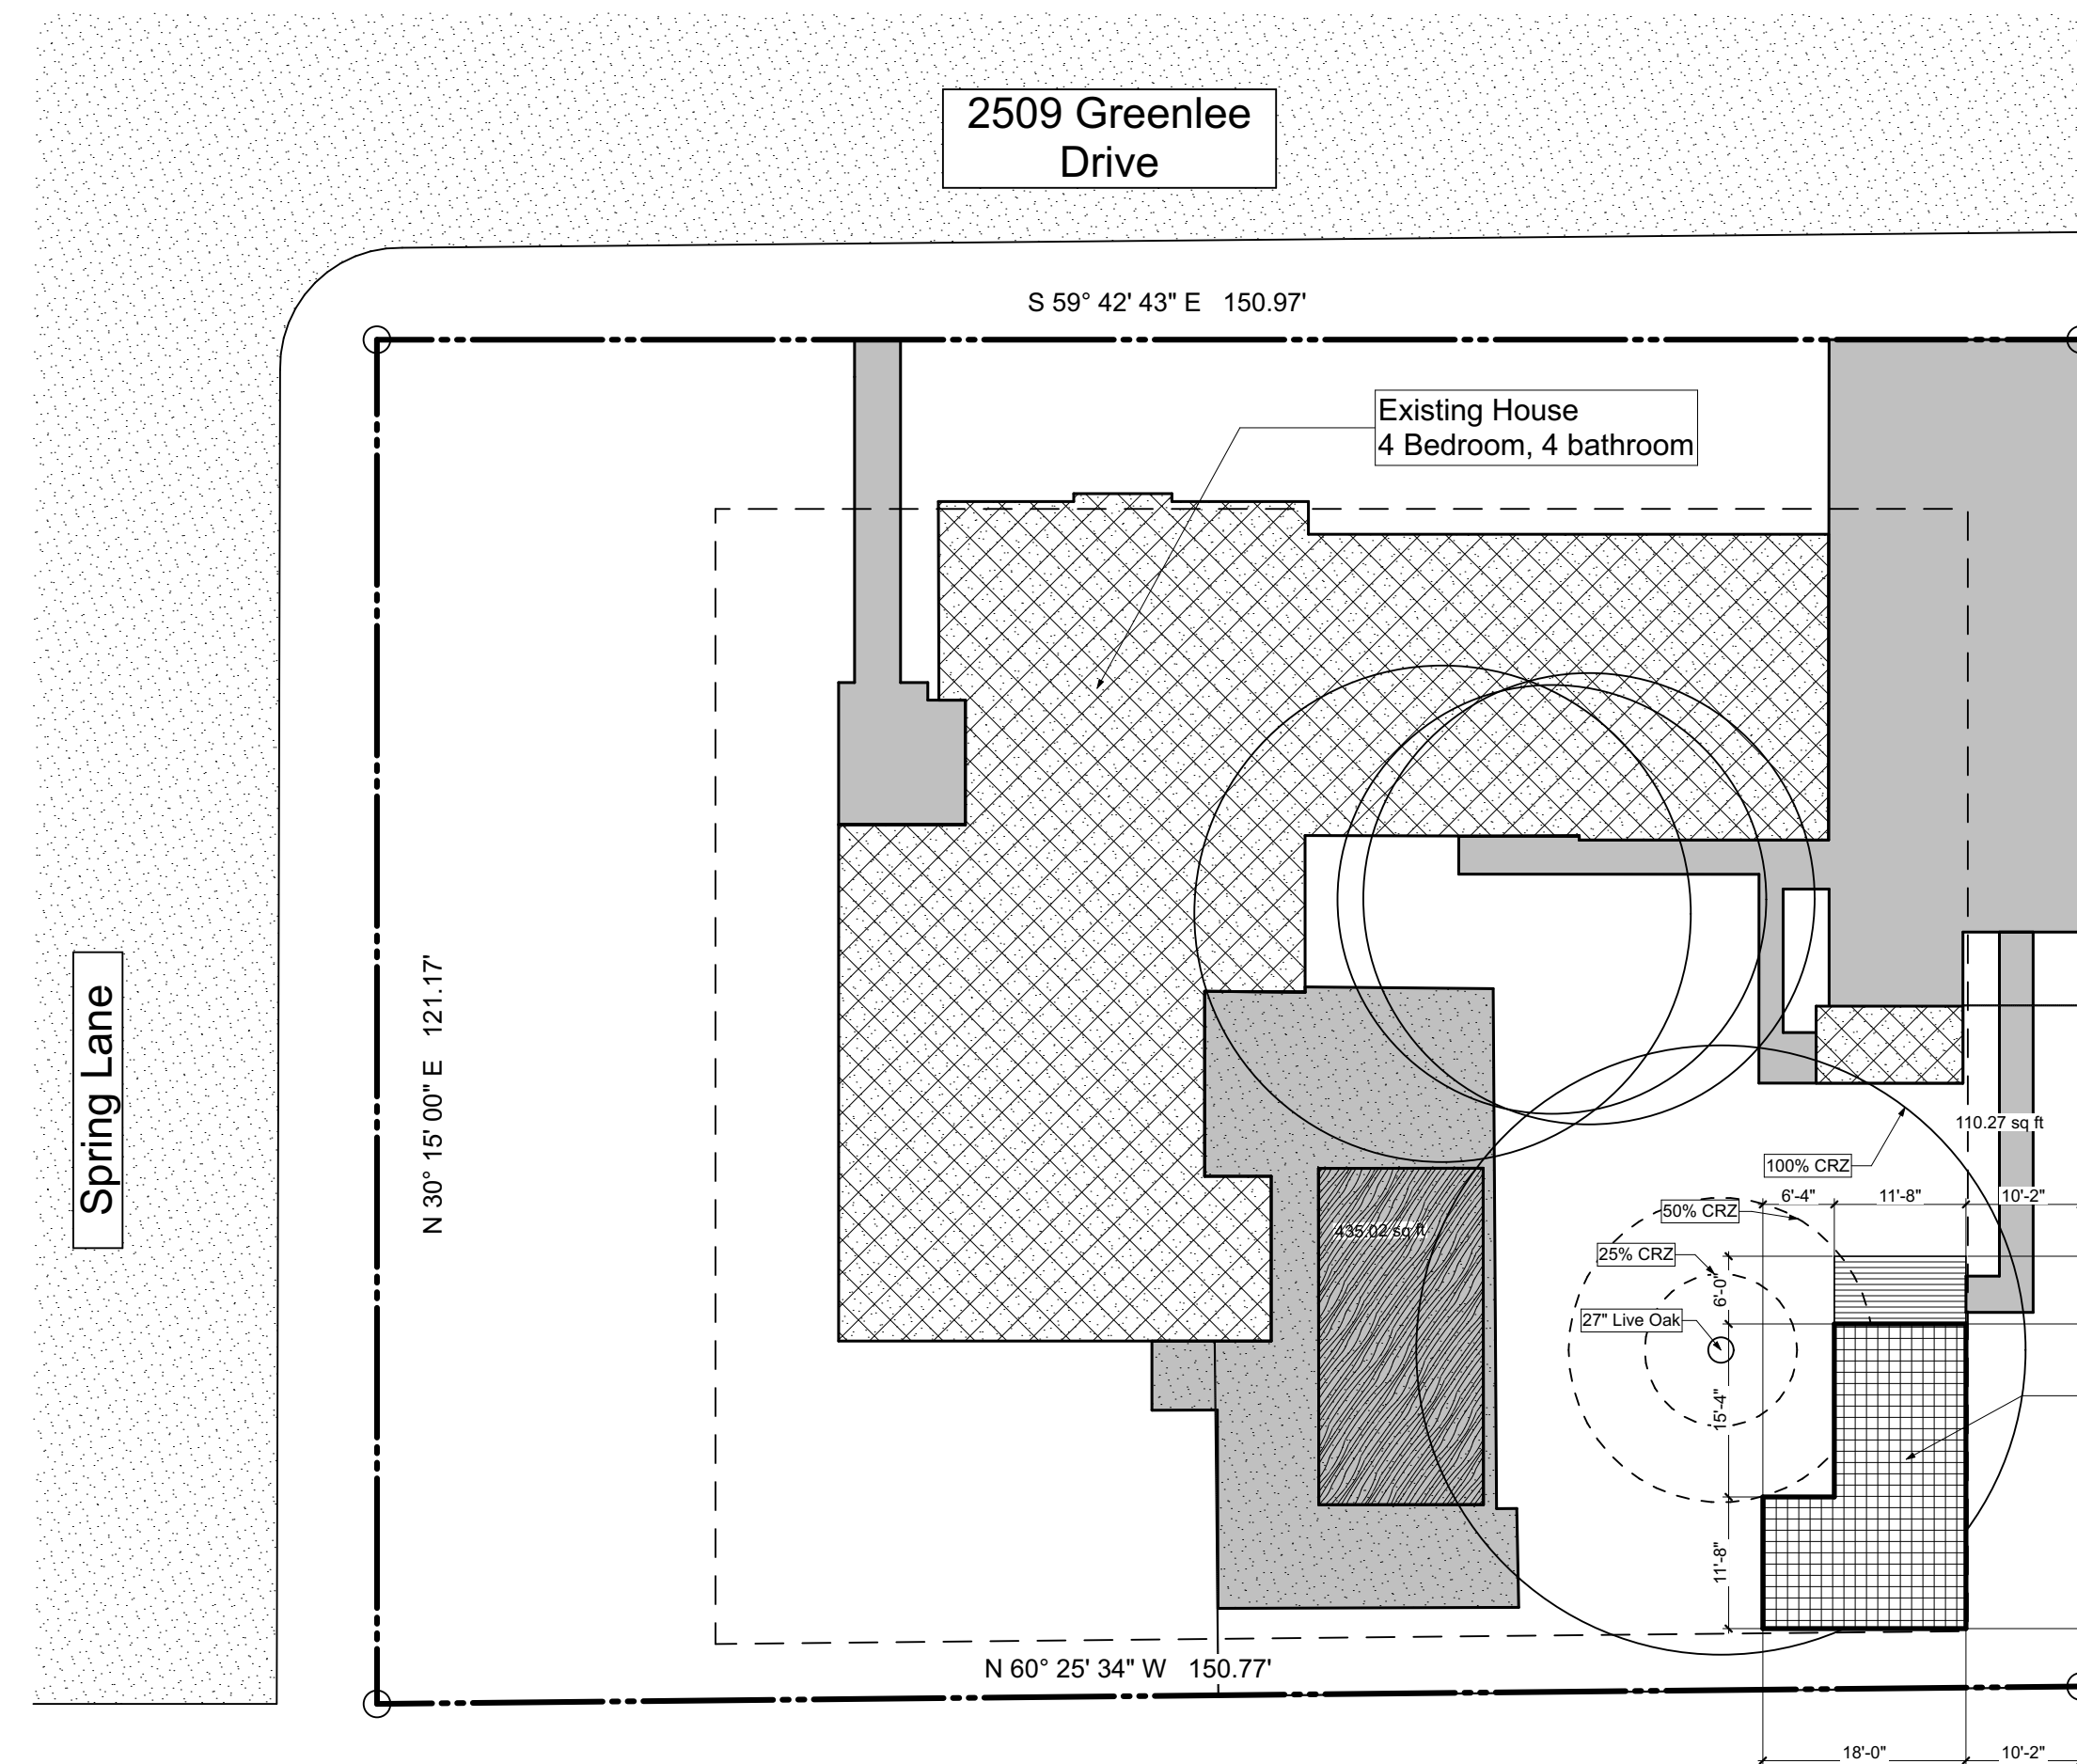 2509 Greenlee
Drive
S 59° 42' 43" E 150.97'
Existing House
4 Bedroom, 4 bathroom
Spring Lane
N 30° 15' 00" E 121.17'
110.27 sq ft
100% CRZ
6'-4"
11'-8"
10'-2"
50% CRZ
435.02 sq ft
25% CRZ
6'-0"
27" Live Oak
15'-4"
11'-8"
N 60° 25' 34" W 150.77'
18'-0"
10'-2"